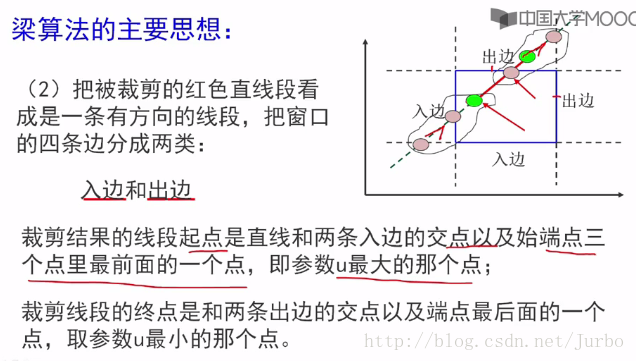 中国大学MOOC
梁算法的主要思想：
（2）把被裁剪的红色直线段看
成是一条有方向的线段，把窗口
的四条边分成两类：
入边和出边
出边
出边
入边
入边
裁剪结果的线段起点是直线和两条入边的交点以及始端点三
个点里最前面的一个点，即参数u最大的那个点；
裁剪线段的终点是和两条出边的交点以及端点最后面的一个
点，取参数u最小的那个点。
http://blog.csdn.net/Jurbo